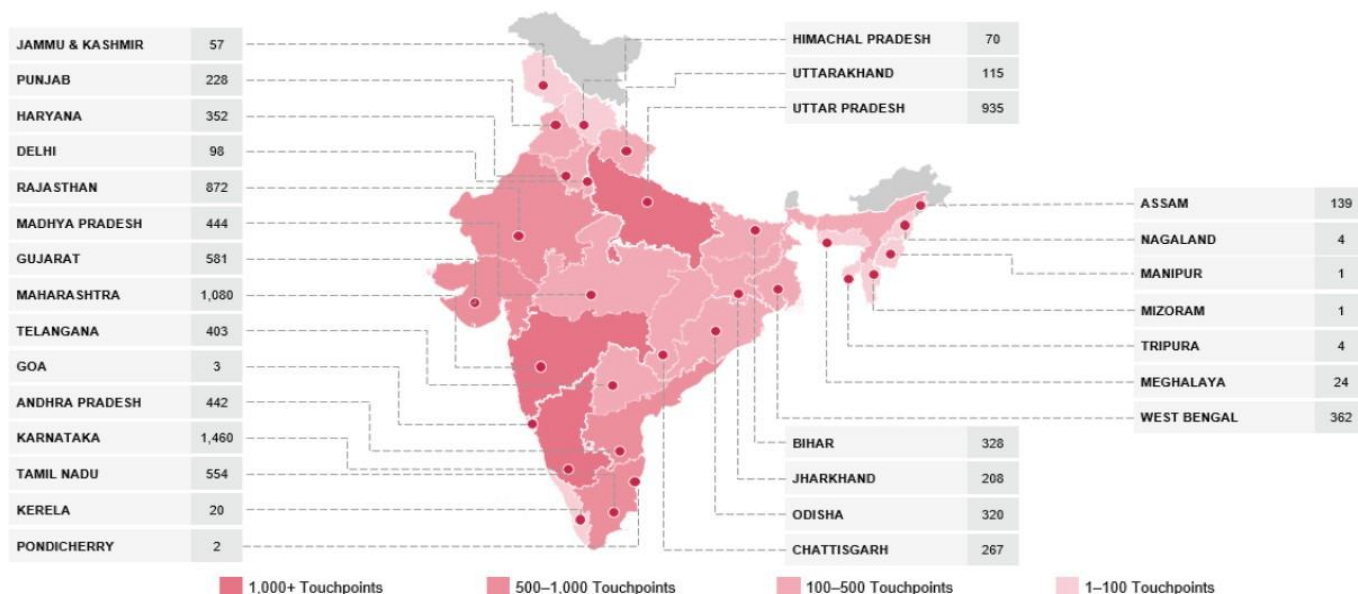 JAMMU & KASHMIR 57
PUNJAB 228
HARYANA 352
DELHI 98
RAJASTHAN 872
MADHYA PRADESH 444
GUJARAT 581
MAHARASHTRA 1,080
TELANGANA 403
GOA 3
ANDHRA PRADESH 442
KARNATAKA 1,460
TAMIL NADU 554
KERELA 20
PONDICHERRY 2
HIMACHAL PRADESH 70
UTTARAKHAND 115
UTTAR PRADESH 935
ASSAM 139
NAGALAND 4
MANIPUR 1
MIZORAM 1
TRIPURA 4
MEGHALAYA 24
WEST BENGAL 362
BIHAR 328
JHARKHAND 208
ODISHA 320
CHATTISGARH 267
1,000+ Touchpoints
500–1,000 Touchpoints
100–500 Touchpoints
1–100 Touchpoints